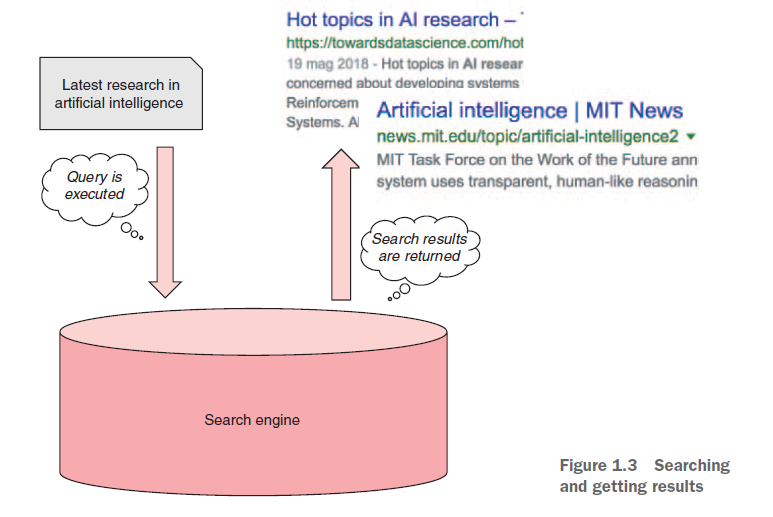 Hot topics in AI research –
https://towardsdatascience.com/hot
19 mag 2018 - Hot topics in AI resear
concerned about developing systems
Reinforcem
Systems. A
Artificial intelligence | MIT News
news.mit.edu/topic/artificial-intelligence2
MIT Task Force on the Work of the Future ann
system uses transparent, human-like reasonin
Latest research in
artificial intelligence
Query is
executed
Search results
are returned
Search engine
Figure 1.3 Searching
and getting results